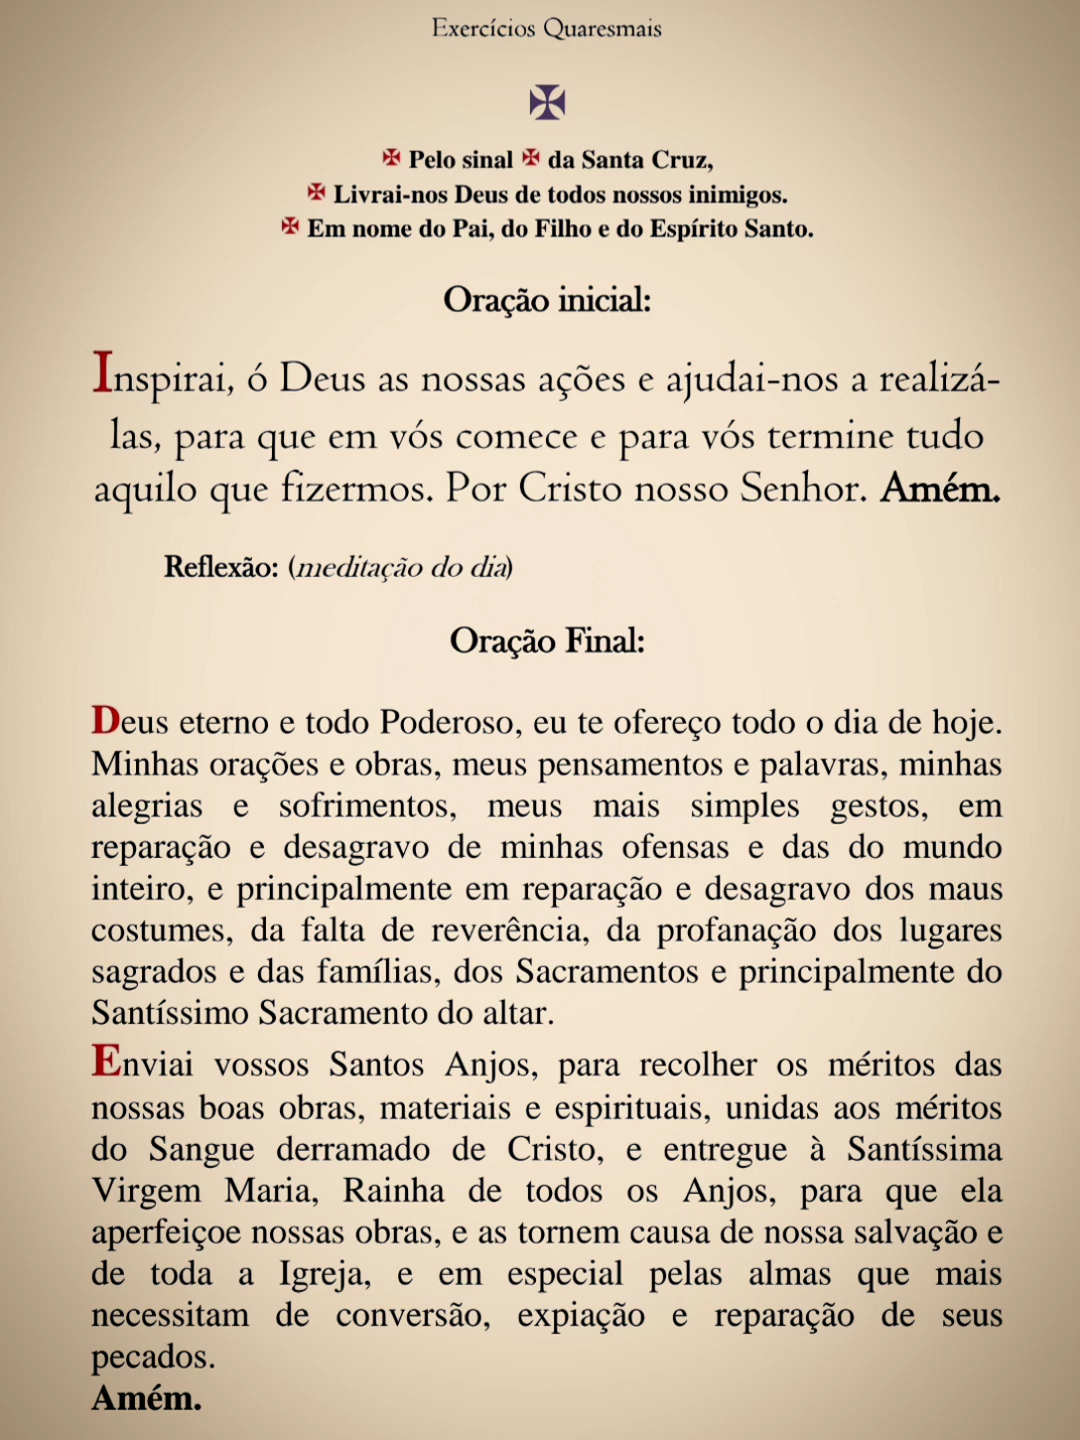 Exercícios Quaresmais
✠
✠ Pelo sinal ✠ da Santa Cruz,
✠ Livrai-nos Deus de todos nossos inimigos.
✠ Em nome do Pai, do Filho e do Espírito Santo.
Oração inicial:
Inspirai, ó Deus as nossas ações e ajudai-nos a realizá-
las, para que em vós comece e para vós termine tudo
aquilo que fizermos. Por Cristo nosso Senhor. Amém.
Reflexão: (meditação do dia)
Oração Final:
Deus eterno e todo Poderoso, eu te ofereço todo o dia de hoje.
Minhas orações e obras, meus pensamentos e palavras, minhas
alegrias e sofrimentos, meus mais simples gestos, em
reparação e desagravo de minhas ofensas e das do mundo
inteiro, e principalmente em reparação e desagravo dos maus
costumes, da falta de reverência, da profanação dos lugares
sagrados e das famílias, dos Sacramentos e principalmente do
Santíssimo Sacramento do altar.
Enviai vossos Santos Anjos, para recolher os méritos das
nossas boas obras, materiais e espirituais, unidas aos méritos
do Sangue derramado de Cristo, e entregue à Santíssima
Virgem Maria, Rainha de todos os Anjos, para que ela
aperfeiçoe nossas obras, e as tornem causa de nossa salvação e
de toda a Igreja, e em especial pelas almas que mais
necessitam de conversão, expiação e reparação de seus
pecados.
Amém.